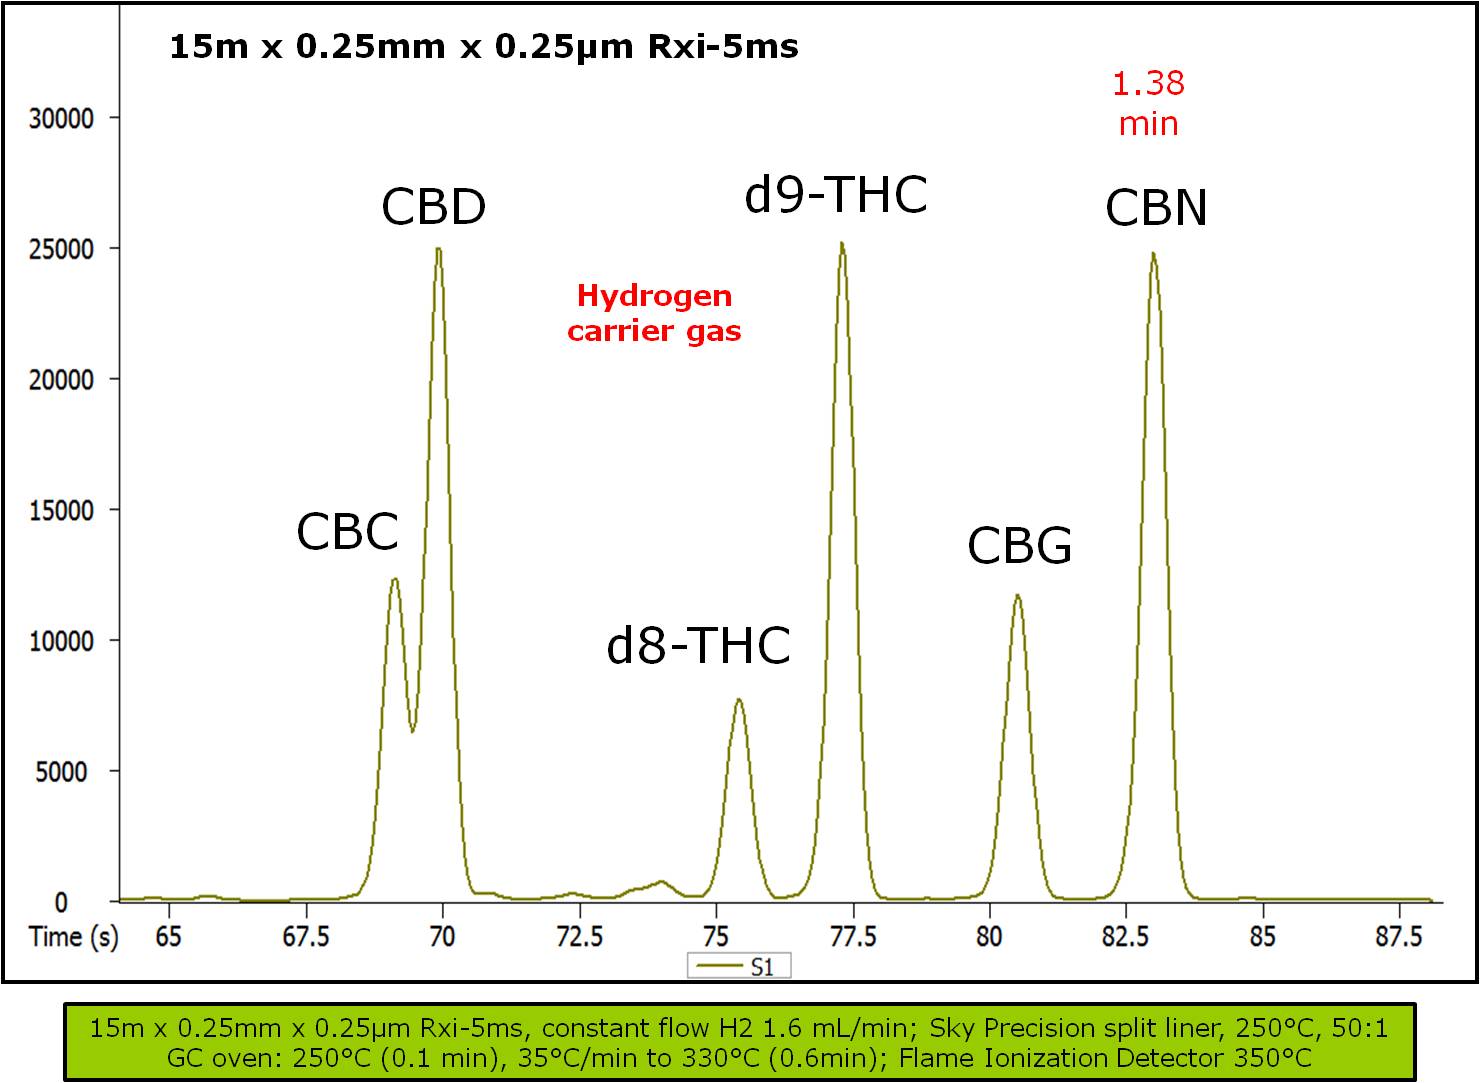 15m x 0.25mm x 0.25µm Rxi-5ms
1.38
min
30000
CBD
d9-THC
CBN
25000
Hydrogen
carrier gas
20000
15000
CBC
CBG
10000
d8-THC
5000
0
Time (s) 65 67.5 70 72.5 75 77.5 80 82.5 85 87.5
S1
15m x 0.25mm x 0.25µm Rxi-5ms, constant flow H2 1.6 mL/min; Sky Precision split liner, 250°C, 50:1
GC oven: 250°C (0.1 min), 35°C/min to 330°C (0.6min); Flame Ionization Detector 350°C